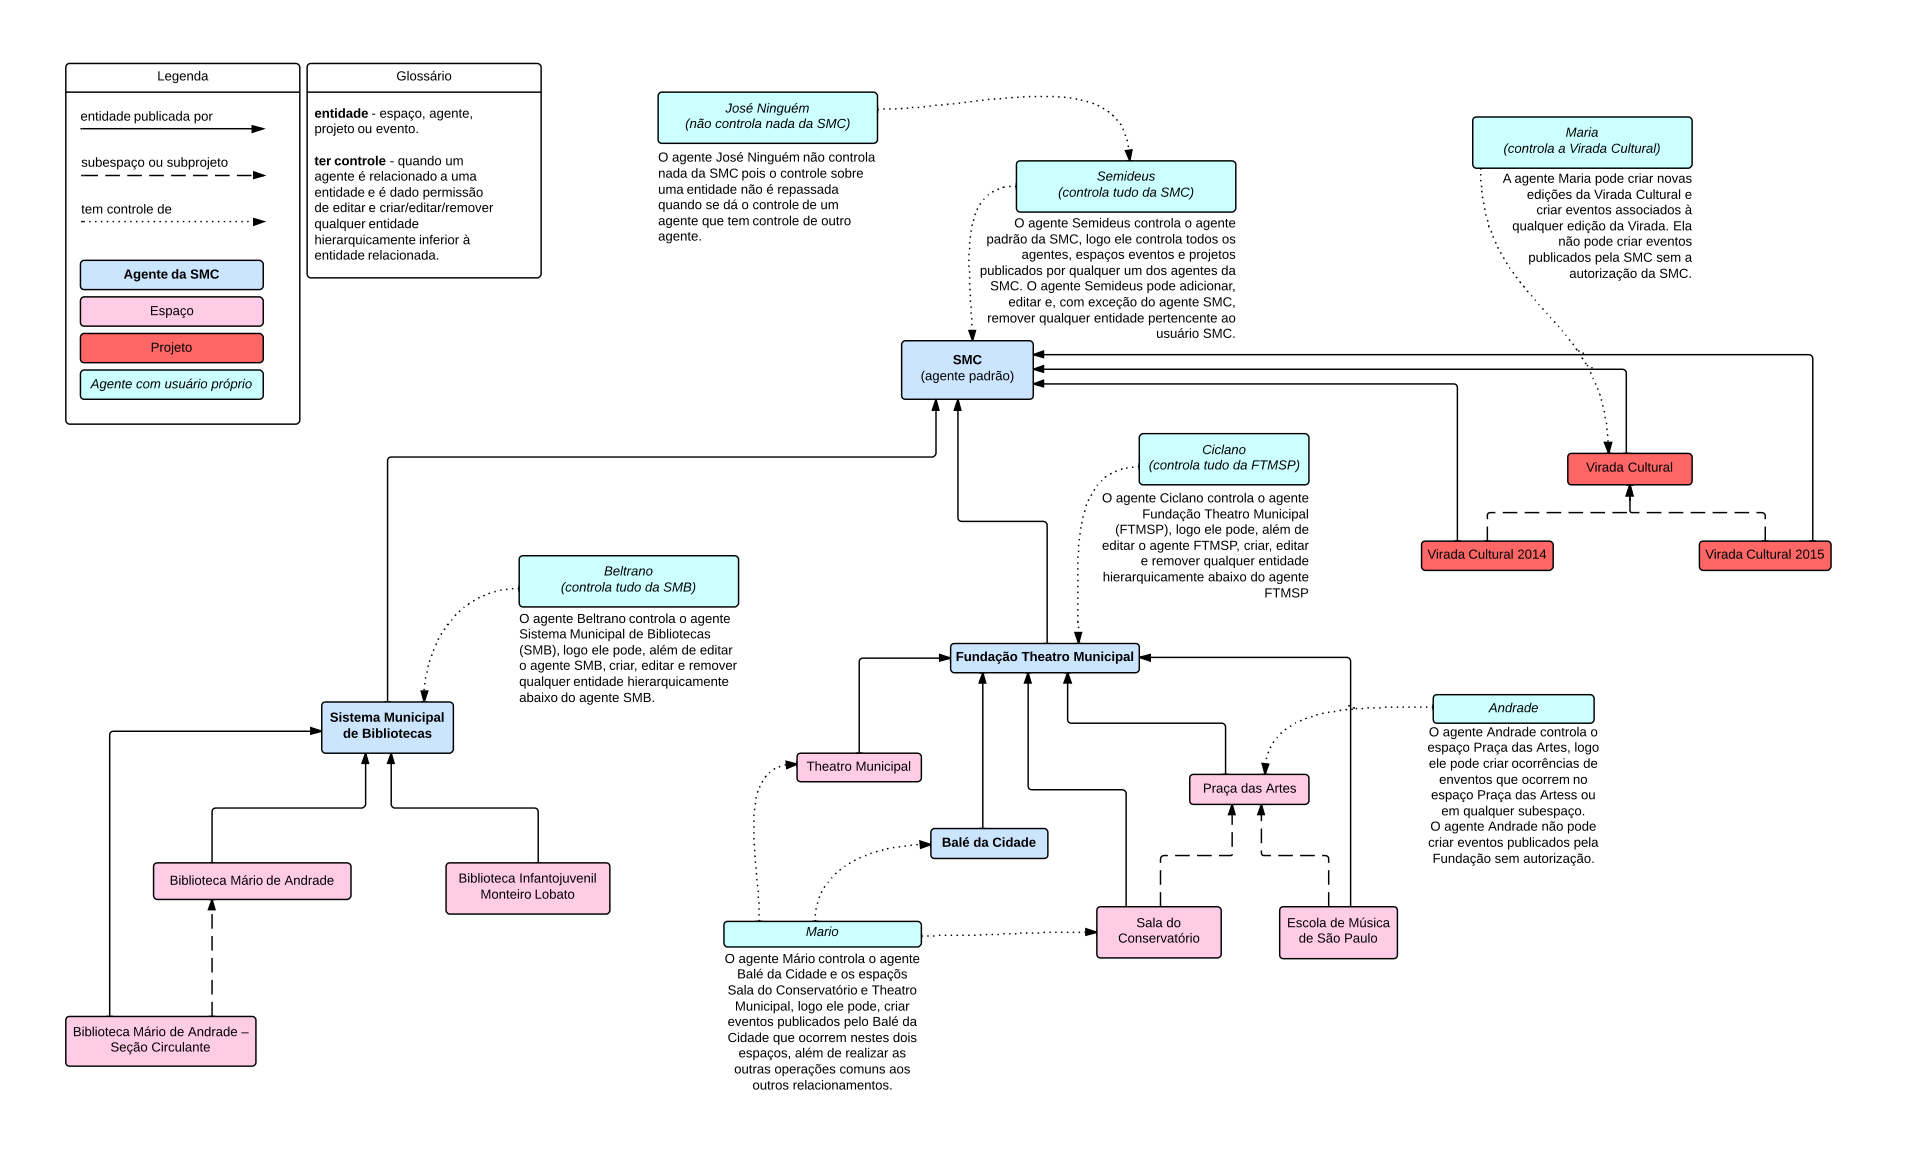 Legenda
entidade publicada por
subespaço ou subprojeto
tem controle de
Agente da SMC
Espaço
Projeto
Agente com usuário próprio
Glossário
entidade - espaço, agente,
projeto ou evento.
ter controle - quando um
agente é relacionado a uma
entidade e é dado permissão
de editar e criar/editar/remover
qualquer entidade
hierarquicamente inferior à
entidade relacionada.
José Ninguém
(não controla nada da SMC)
O agente José Ninguém não controla
nada da SMC pois o controle sobre
uma entidade não é repassada
quando se dá o controle de um
agente que tem controle de outro
agente.
Semideus
(controla tudo da SMC)
O agente Semideus controla o agente
padrão da SMC, logo ele controla todos os
agentes, espaços eventos e projetos
publicados por qualquer um dos agentes da
SMC. O agente Semideus pode adicionar,
editar e, com exceção do agente SMC,
remover qualquer entidade pertencente ao
usuário SMC.
Maria
(controla a Virada Cultural)
A agente Maria pode criar novas
edições da Virada Cultural e
criar eventos associados à
qualquer edição da Virada. Ela
não pode criar eventos
publicados pela SMC sem a
autorização da SMC.
SMC
(agente padrão)
Ciclano
(controla tudo da FTMSP)
O agente Ciclano controla o agente
Fundação Theatro Municipal
(FTMSP), logo ele pode, além de
editar o agente FTMSP, criar, editar
e remover qualquer entidade
hierarquicamente abaixo do agente
FTMSP
Virada Cultural
Virada Cultural 2014
Virada Cultural 2015
Beltrano
(controla tudo da SMB)
O agente Beltrano controla o agente
Sistema Municipal de Bibliotecas
(SMB), logo ele pode, além de editar
o agente SMB, criar, editar e remover
qualquer entidade hierarquicamente
abaixo do agente SMB.
Fundação Theatro Municipal
Sistema Municipal
de Bibliotecas
Andrade
O agente Andrade controla o
espaço Praça das Artes, logo
ele pode criar ocorrências de
enventos que ocorrem no
espaço Praça das Artess ou
em qualquer subespaço.
O agente Andrade não pode
criar eventos publicados pela
Fundação sem autorização.
Theatro Municipal
Praça das Artes
Balé da Cidade
Biblioteca Mário de Andrade
Biblioteca Infantojuvenil
Monteiro Lobato
Mario
O agente Mário controla o agente
Balé da Cidade e os espaçõs
Sala do Conservatório e Theatro
Municipal, logo ele pode, criar
eventos publicados pelo Balé da
Cidade que ocorrem nestes dois
espaços, além de realizar as
outras operações comuns aos
outros relacionamentos.
Sala do
Conservatório
Escola de Música
de São Paulo
Biblioteca Mário de Andrade –
Seção Circulante